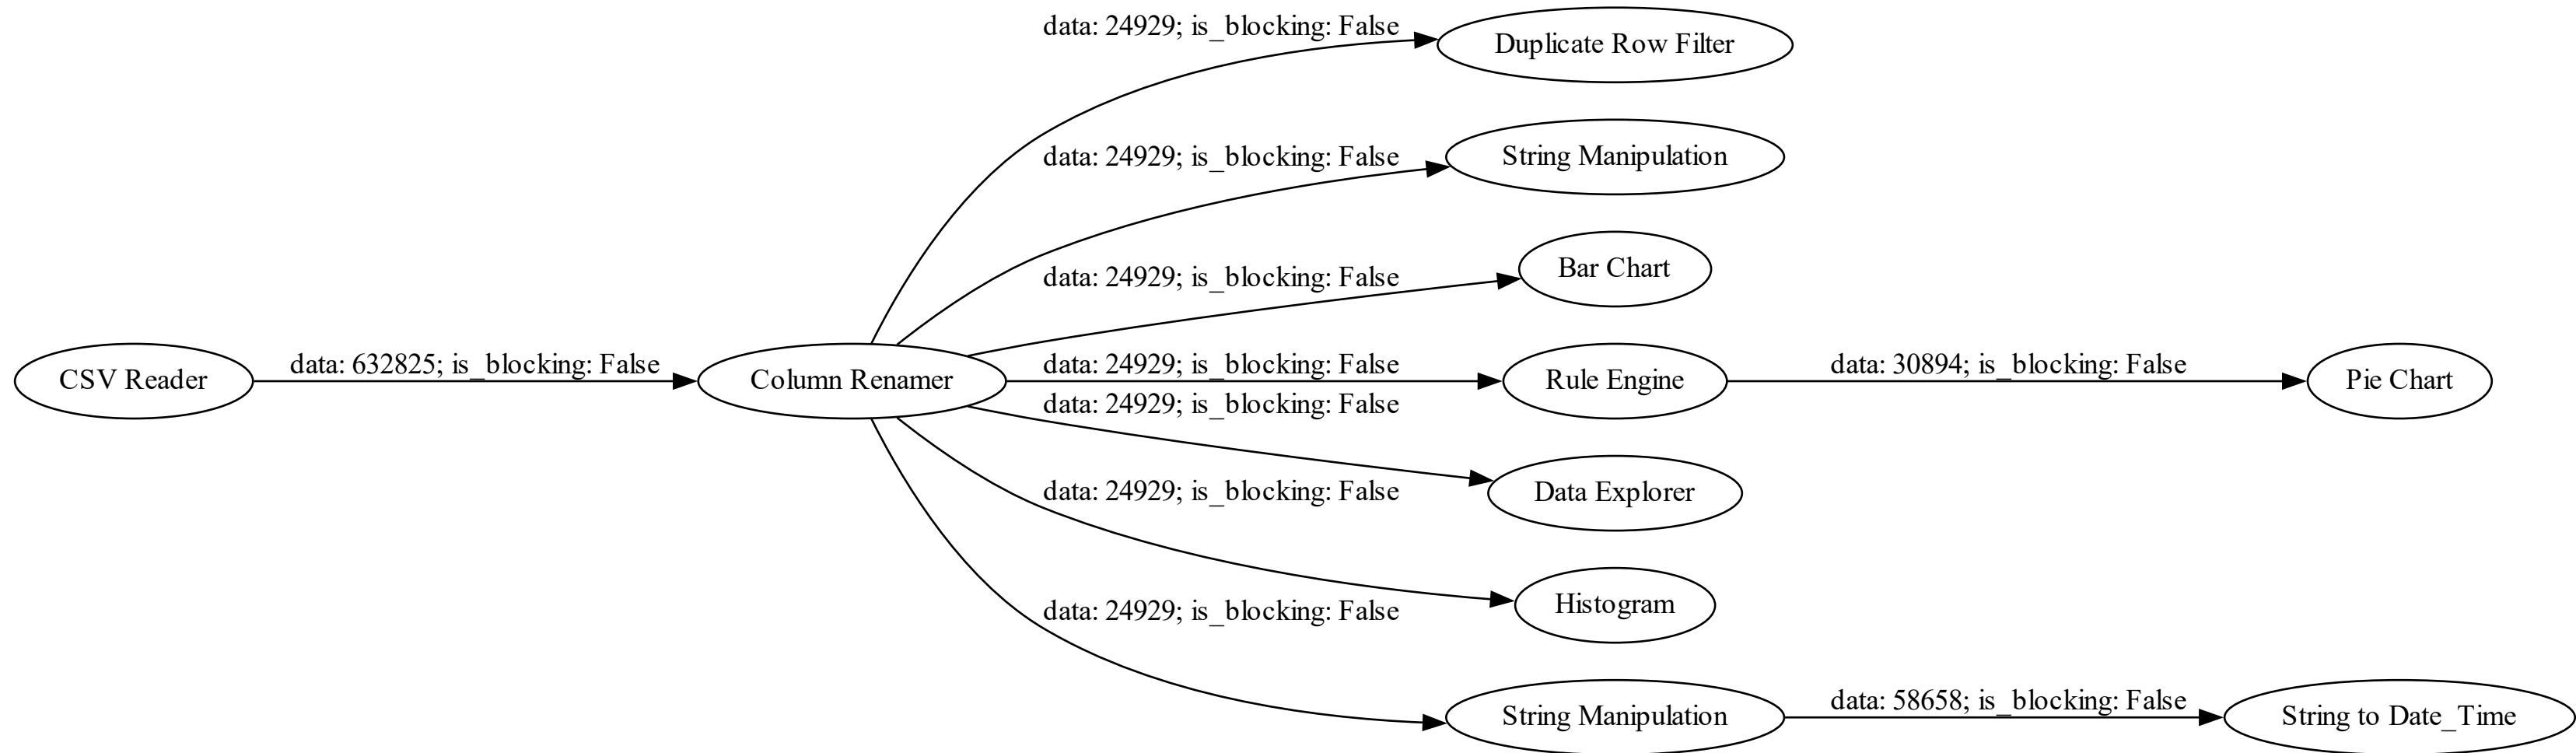 data: 24929; is_blocking: False
Duplicate Row Filter
data: 24929; is_blocking: False
String Manipulation
data: 24929; is_blocking: False
Bar Chart
CSV Reader
data: 632825; is_blocking: False
Column Renamer
data: 24929; is_blocking: False
Rule Engine
data: 30894; is_blocking: False
Pie Chart
data: 24929; is_blocking: False
Data Explorer
data: 24929; is_blocking: False
Histogram
data: 24929; is_blocking: False
String Manipulation
data: 58658; is_blocking: False
String to Date_Time